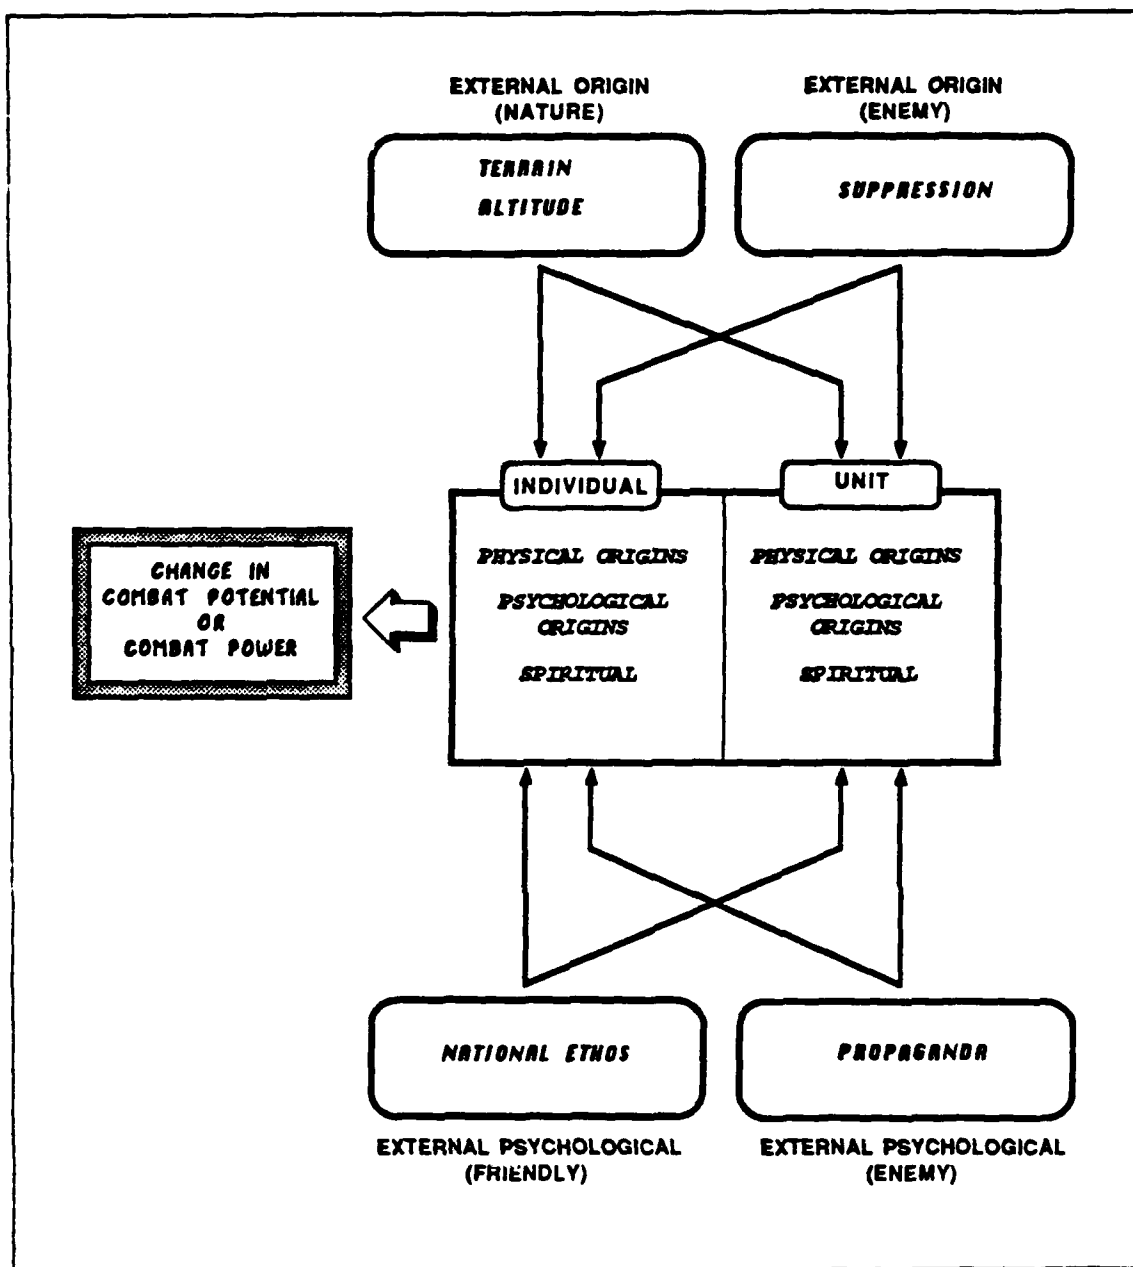 EXTERNAL ORIGIN
(NATURE)
EXTERNAL ORIGIN
(ENEMY)
TERRAIN
ALTITUDE
SUPPRESSION
INDIVIDUAL
UNIT
PHYSICAL ORIGINS
PSYCHOLOGICAL
ORIGINS
SPIRITUAL
PHYSICAL ORIGINS
PSYCHOLOGICAL
ORIGINS
SPIRITUAL
CHANGE IN
COMBAT POTENTIAL
OR
COMBAT POWER
NATIONAL ETHOS
PROPAGANDA
EXTERNAL PSYCHOLOGICAL
(FRIENDLY)
EXTERNAL PSYCHOLOGICAL
(ENEMY)